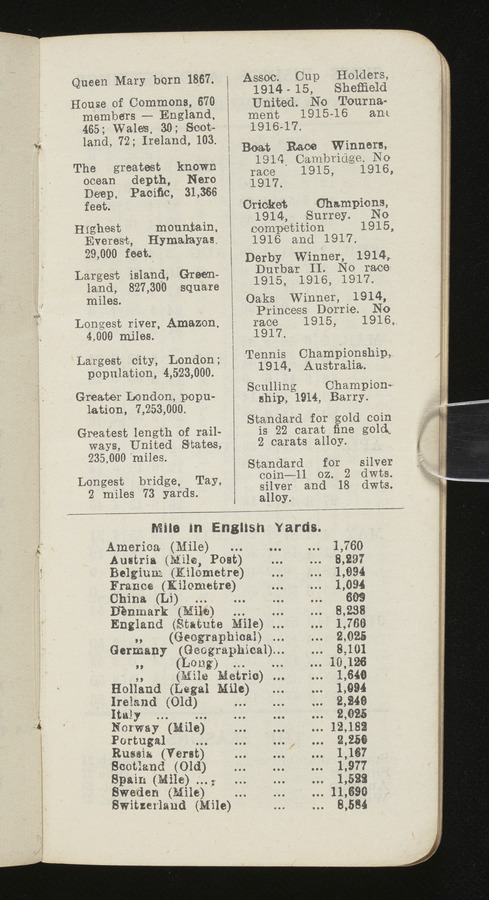 Queen Mary born 1867.
House of Commons, 670
members — England,
465; Wales, 30; Scot-
land, 72; Ireland, 103.
The greatest known
ocean depth, Nero
Deep, Pacific, 31,366
feet.
Highest mountain,
Everest, Hymalayas.
29,000 feet.
Largest island, Green-
land, 827,300 square
miles.
Longest river, Amazon,
4,000 miles.
Largest city, London;
population, 4,523,000.
Greater London, popu-
lation, 7,253,000.
Greatest length of rail-
ways, United States,
235,000 miles.
Longest bridge, Tay,
2 miles 73 yards.
Assoc. Cup Holders,
1914-15, Sheffield
United. No Tourna-
ment 1915-16 and
1916-17.
Boat Race Winners,
1914 Cambridge. No
race 1915, 1916,
1917.
Cricket Champions,
1914, Surrey. No
competition 1915,
1916 and 1917.
Derby Winner, 1914,
Durbar II. No race
1915, 1916, 1917.
Oaks Winner, 1914,
Princess Dorrie. No
race 1915, 1916,
1917.
Tennis Championship,
1914, Australia.
Sculling Champion-
ship, 1914, Barry.
Standard for gold coin
is 22 carat fine gold,
2 carats alloy.
Standard for silver
coin—11 oz. 2 dwts.
silver and 18 dwts.
alloy.
Mile in English Yards.
America (Mile) ... ... ... 1,760
Austria (Mile, Post) ... ... 8,297
Belgium (Kilometre) ... ... 1,094
France (Kilometre) ... ... 1,094
China (Li) ... ... ... ... 609
Denmark (Mile) ... ... ... 8,238
England (Statute Mile) ... ... 1,760
„ (Geographical) ... ... 2,025
Germany (Geographical)... ... 8,101
„ (Long) ... ... ... 10,126
„ (Mile Metric) ... ... 1,640
Holland (Legal Mile) ... ... 1,094
Ireland (Old) ... ... ... 2,240
Italy ... ... ... ... ... 2,025
Norway (Mile) ... ... ... 12,182
Portugal ... ... ... ... 2,250
Russia (Verst) ... ... ... 1,167
Scotland (Old) ... ... ... 1,977
Spain (Mile) ... ... ... 1,522
Sweden (Mile) ... ... ... 11,690
Switzerland (Mile) ... ... 8,584